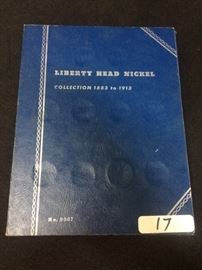 LIBERTY HEAD NICKEL
COLLECTION 1883 to 1913
No. 9007
17